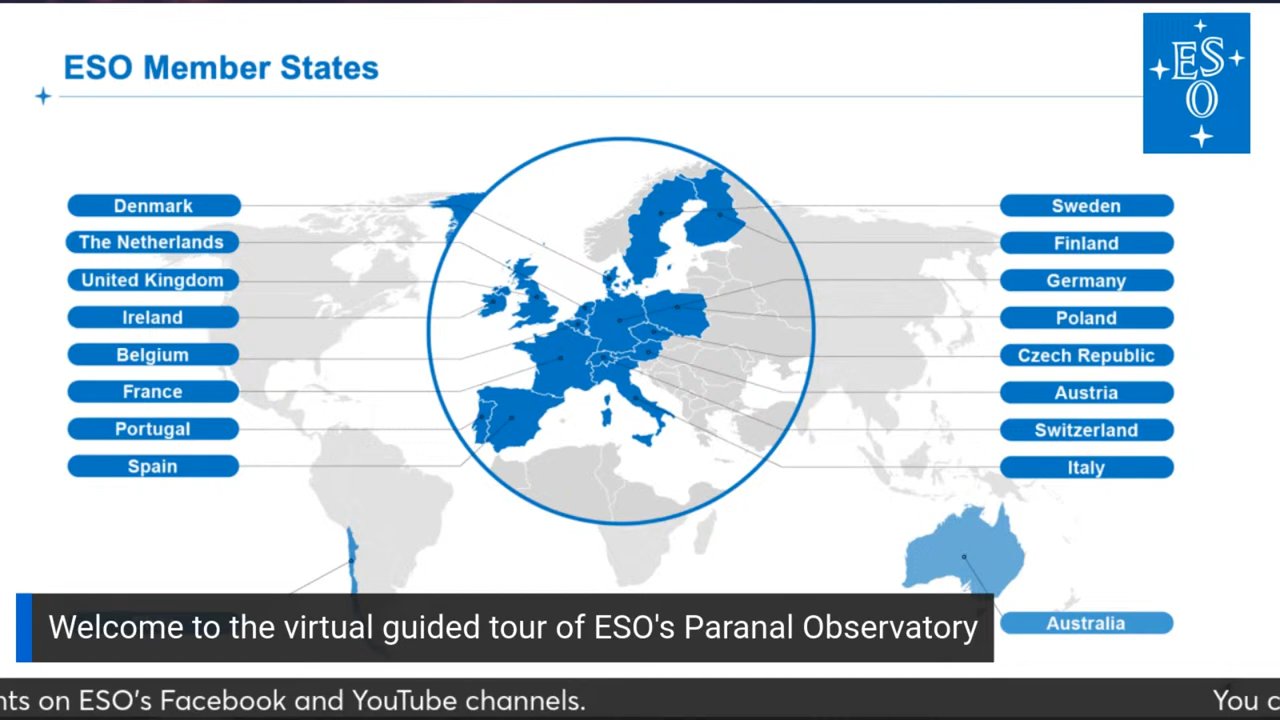 ESO Member States
ES
O
Denmark
The Netherlands
United Kingdom
Ireland
Belgium
France
Portugal
Spain
Sweden
Finland
Germany
Poland
Czech Republic
Austria
Switzerland
Italy
Australia
Welcome to the virtual guided tour of ESO's Paranal Observatory
nts on ESO's Facebook and YouTube channels.
You c